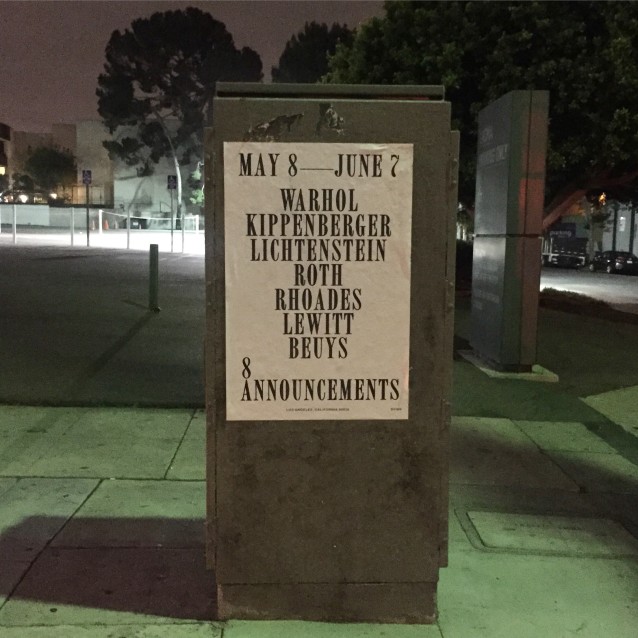 MAY 8——JUNE 7
WARHOL
KIPPENBERGER
LICHTENSTEIN
ROTH
RHOADES
LEWITT
BEUYS
8
ANNOUNCEMENTS